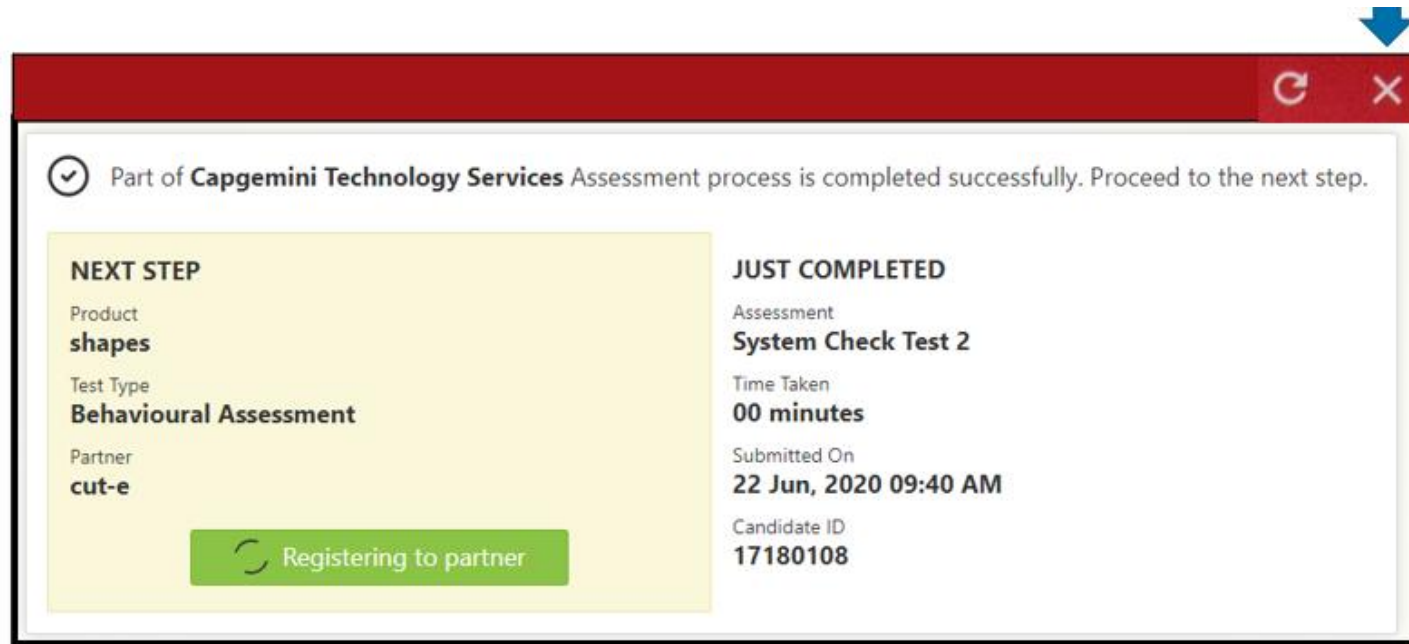 Part of Capgemini Technology Services Assessment process is completed successfully. Proceed to the next step.
NEXT STEP
Product
shapes
Test Type
Behavioural Assessment
Partner
cut-e
Registering to partner
JUST COMPLETED
Assessment
System Check Test 2
Time Taken
00 minutes
Submitted On
22 Jun, 2020 09:40 AM
Candidate ID
17180108